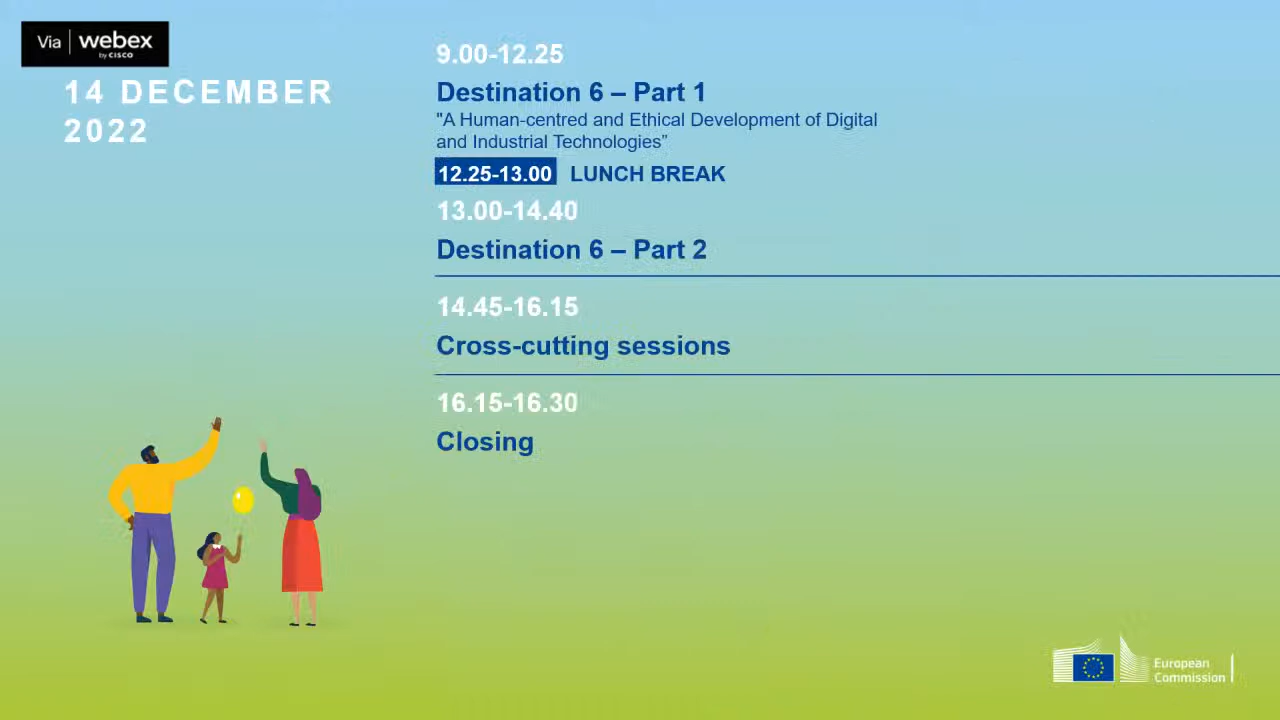 Via webex
by CISCO
14 DECEMBER
2022
9.00-12.25
Destination 6 – Part 1
"A Human-centred and Ethical Development of Digital
and Industrial Technologies”
12.25-13.00 LUNCH BREAK
13.00-14.40
Destination 6 – Part 2
14.45-16.15
Cross-cutting sessions
16.15-16.30
Closing
European
Commission